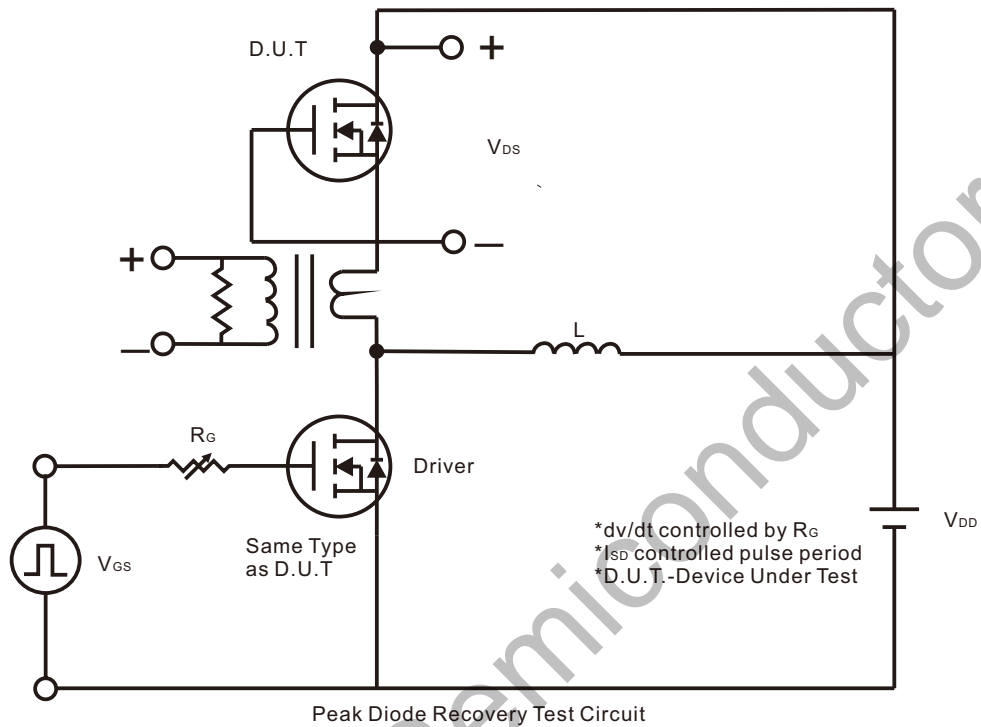 D.U.T
+
VDS
—
+
—
L
RG
Driver
VGS
Same Type
as D.U.T
*dv/dt controlled by RG
*ISD controlled pulse period
*D.U.T.-Device Under Test
VDD
Peak Diode Recovery Test Circuit
emiconductor